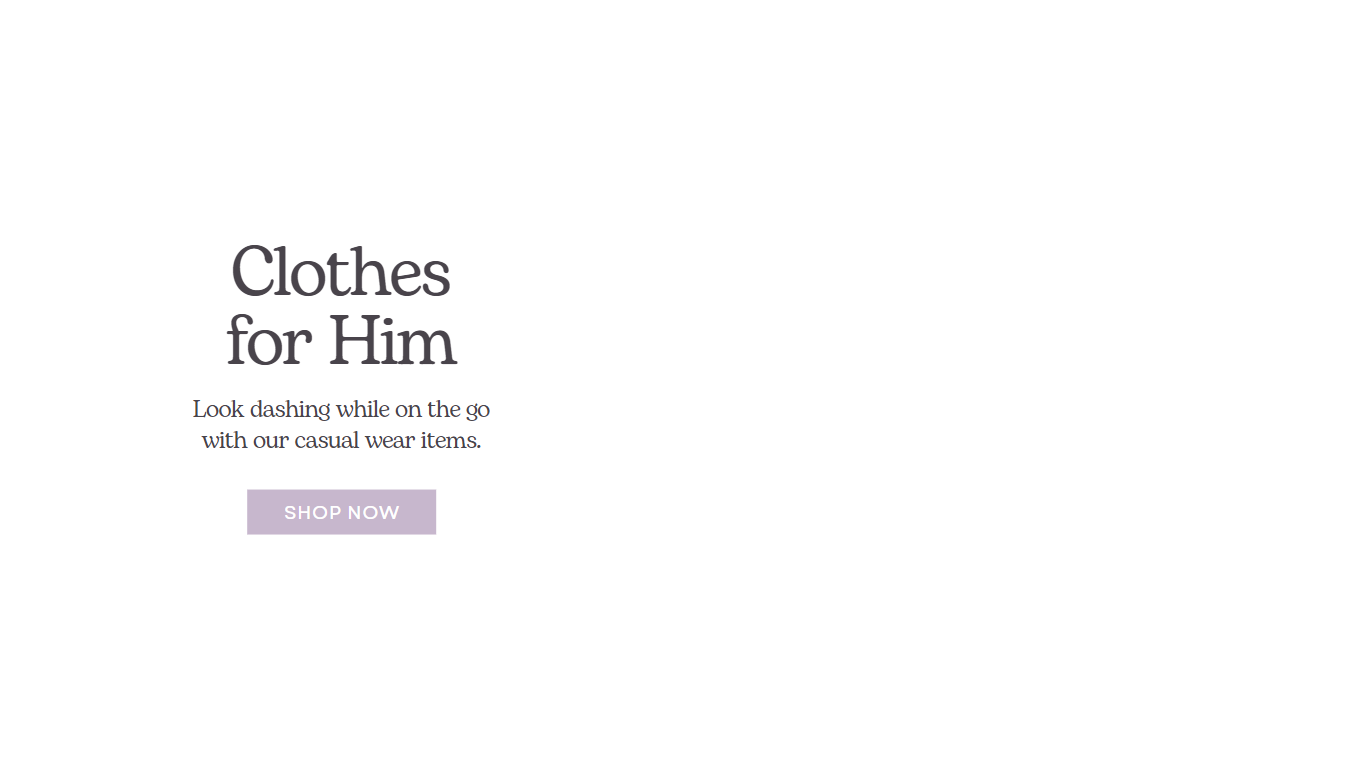 Clothes
for Him
Look dashing while on the go
with our casual wear items.
SHOP NOW